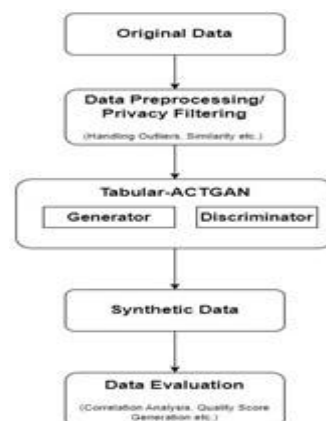 Original Data
Data Preprocessing/
Privacy Filtering
(Handling Outliers, Similarity etc.)
Tabular-ACTGAN
Generator
Discriminator
Synthetic Data
Data Evaluation
(Correlation Analysis, Quality Score
Generation etc.)